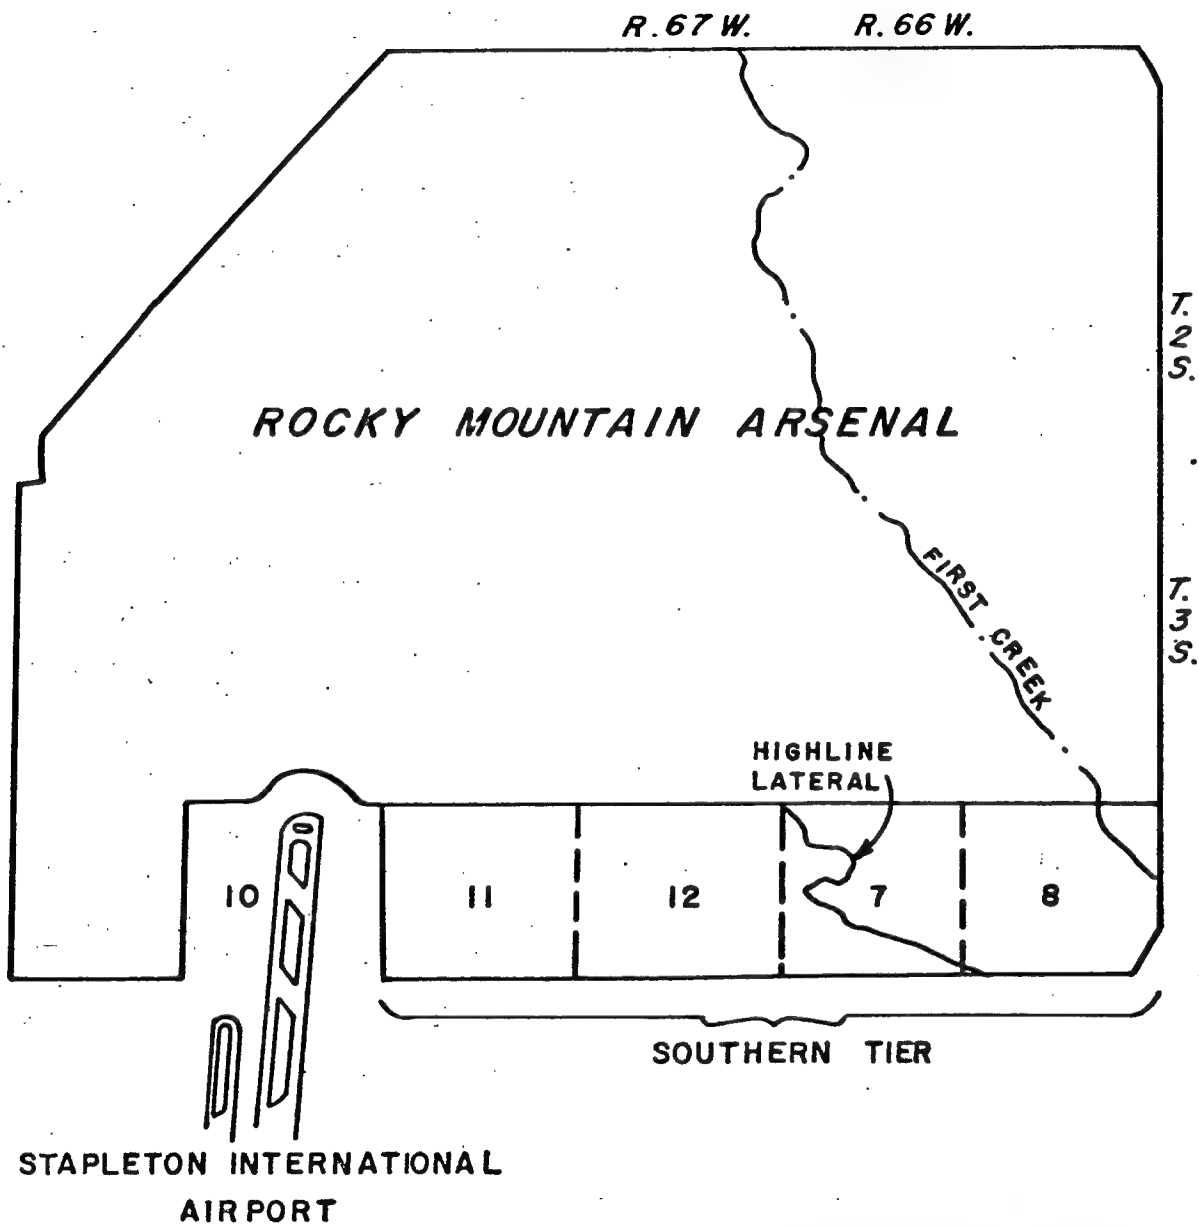 R. 67 W. R. 66 W.
T.
2
S.
ROCKY MOUNTAIN ARSENAL
T.
3
S.
FIRST CREEK
HIGHLINE
LATERAL
10 11 12 7 8
SOUTHERN TIER
STAPLETON INTERNATIONAL
AIRPORT